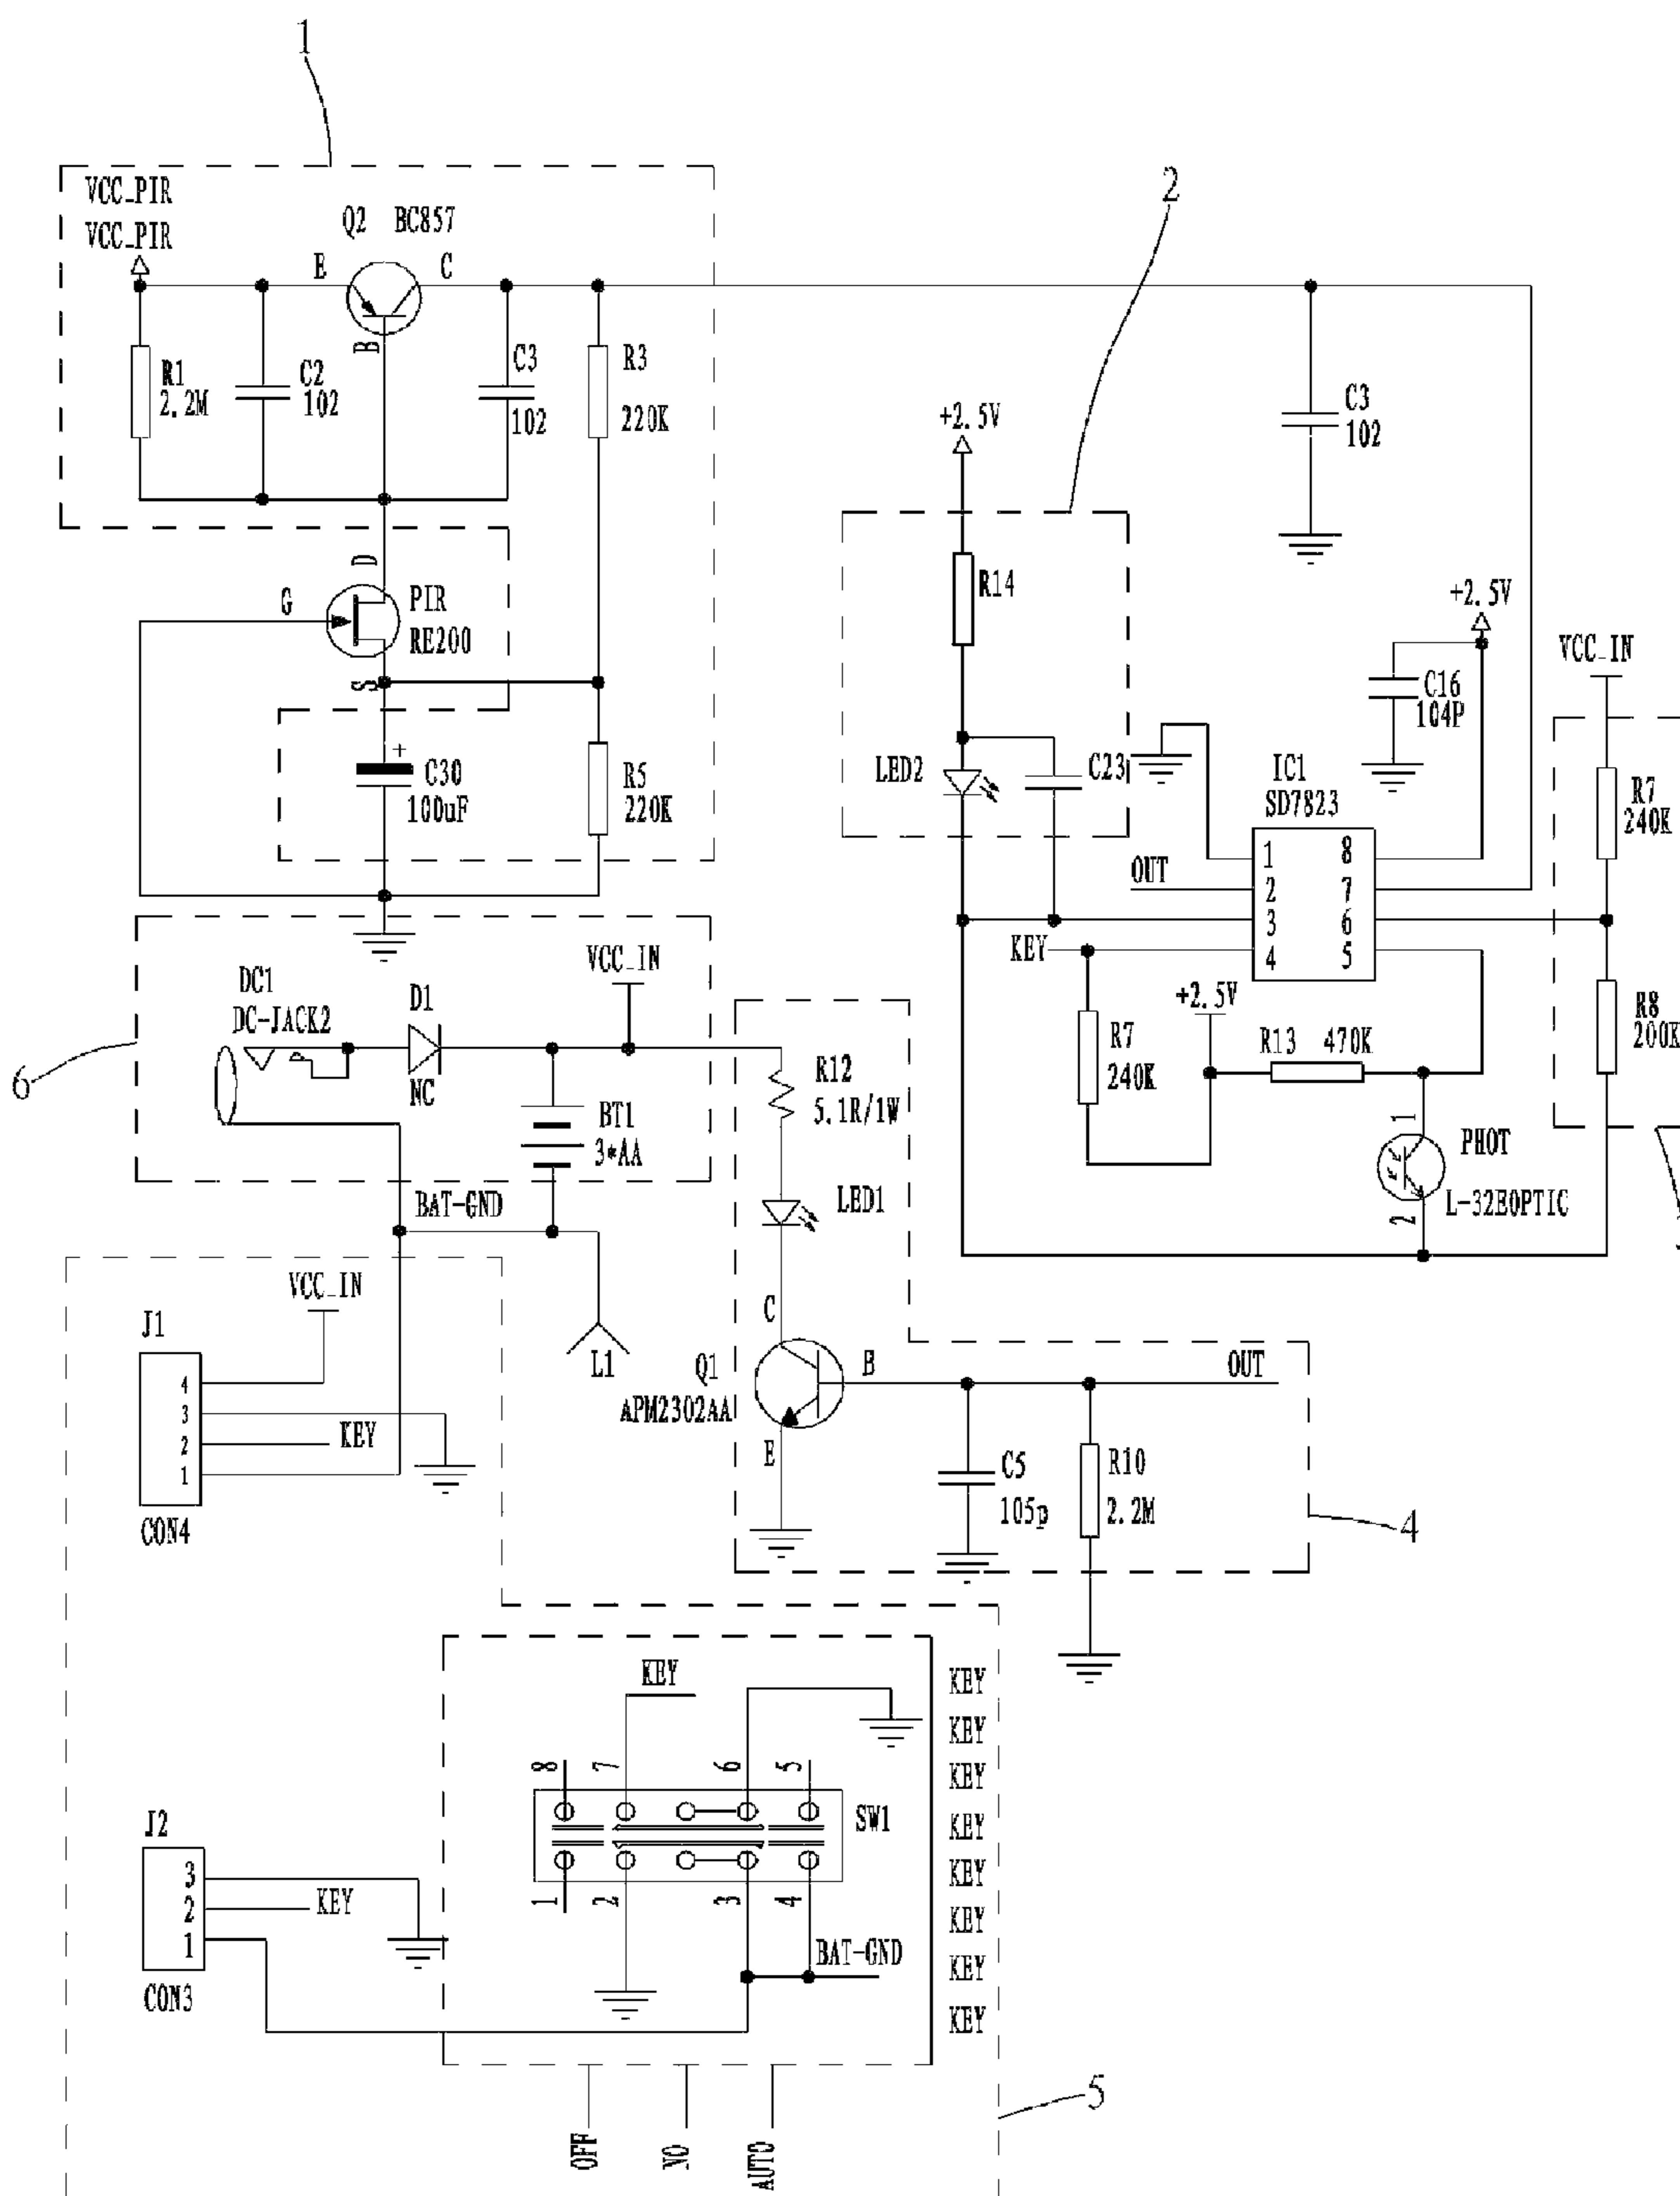 1
2
VCC_PIR
VCC_PIR
Q2 BC857
E
C
B
R1
2.2M
C2
102
C3
102
R3
220K
+2.5V
C3
102
D
G
PIR
RE200
S
R14
+2.5V
VCC_IN
C16
104P
+
C30
100uF
R5
220K
LED2
C23
IC1
SD7823
R7
240K
1 8
2 7
3 6
4 5
OUT
KEY
VCC_IN
DC1
DC-JACK2
D1
NC
BT1
3*AA
6
R12
5.1R/1W
R7
240K
+2.5V
R13 470K
R8
200K
1
PHOT
L-32EOPTIC
2
BAT-GND
LED1
VCC_IN
J1
4
3
2
1
KEY
CON4
L1
C
Q1
APM2302AA
B
E
OUT
C5
105p
R10
2.2M
4
KEY
8
7
6
5
SW1
1
2
3
4
BAT-GND
KEY
KEY
KEY
KEY
KEY
KEY
KEY
KEY
J2
3
2
1
KEY
CON3
5
OFF
NO
AUTO